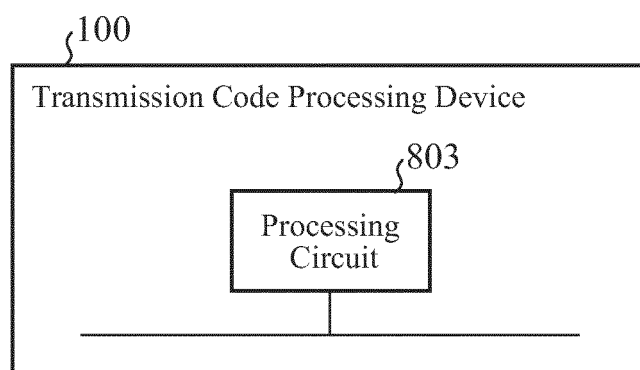 100
Transmission Code Processing Device
803
Processing
Circuit